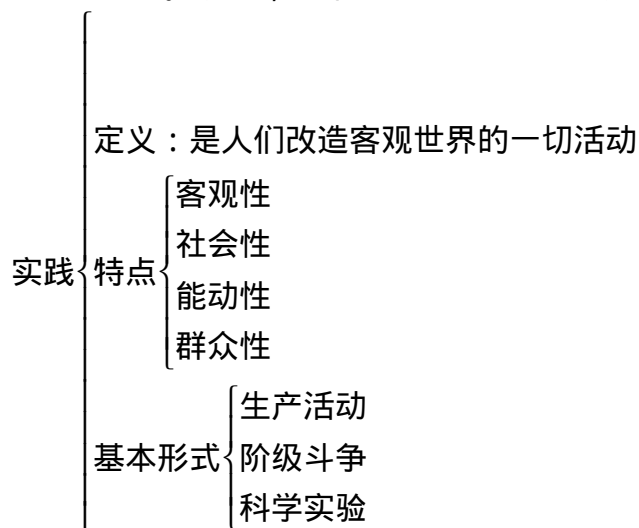 定义：是人们改造客观世界的一切活动
客观性
社会性
实践
特点
能动性
群众性
生产活动
基本形式
阶级斗争
科学实验